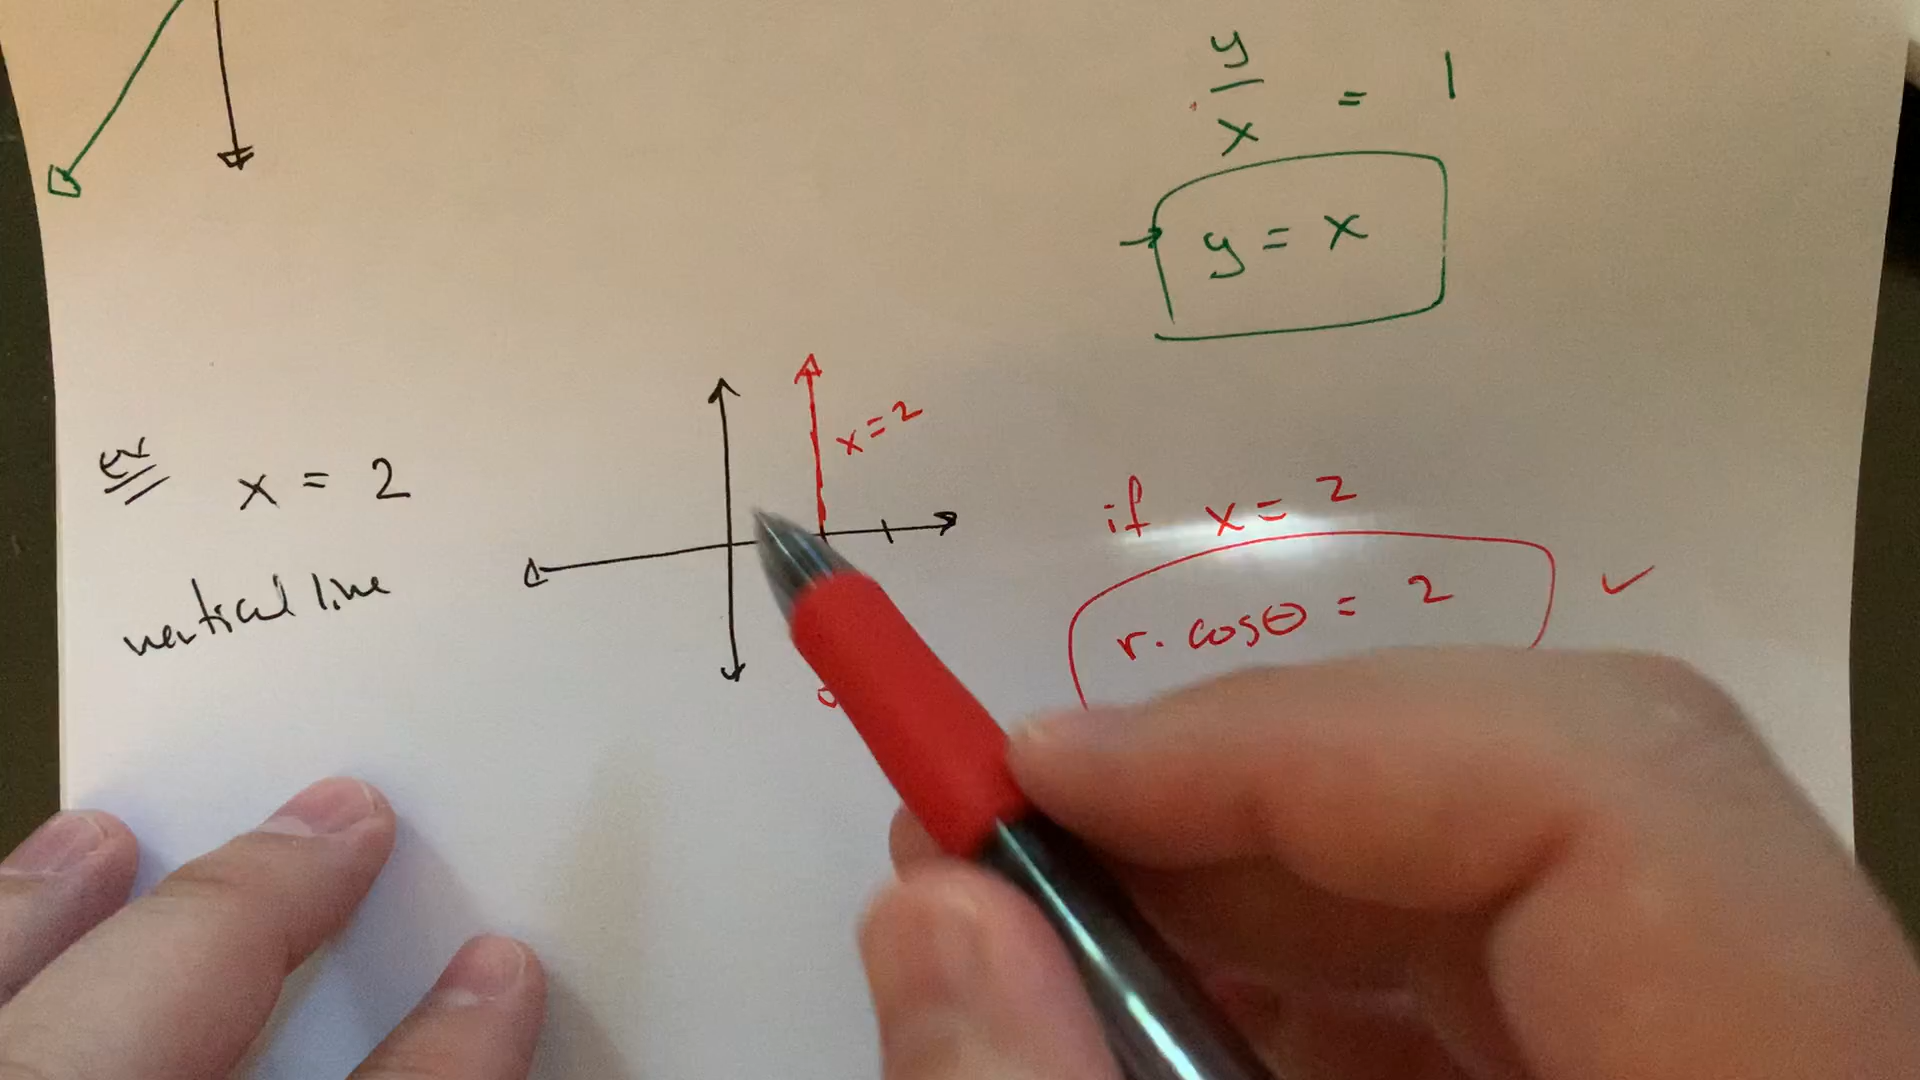 y/x = 1
y = x
ex x = 2
vertical line
x = 2
if x = 2
r. cosθ = 2